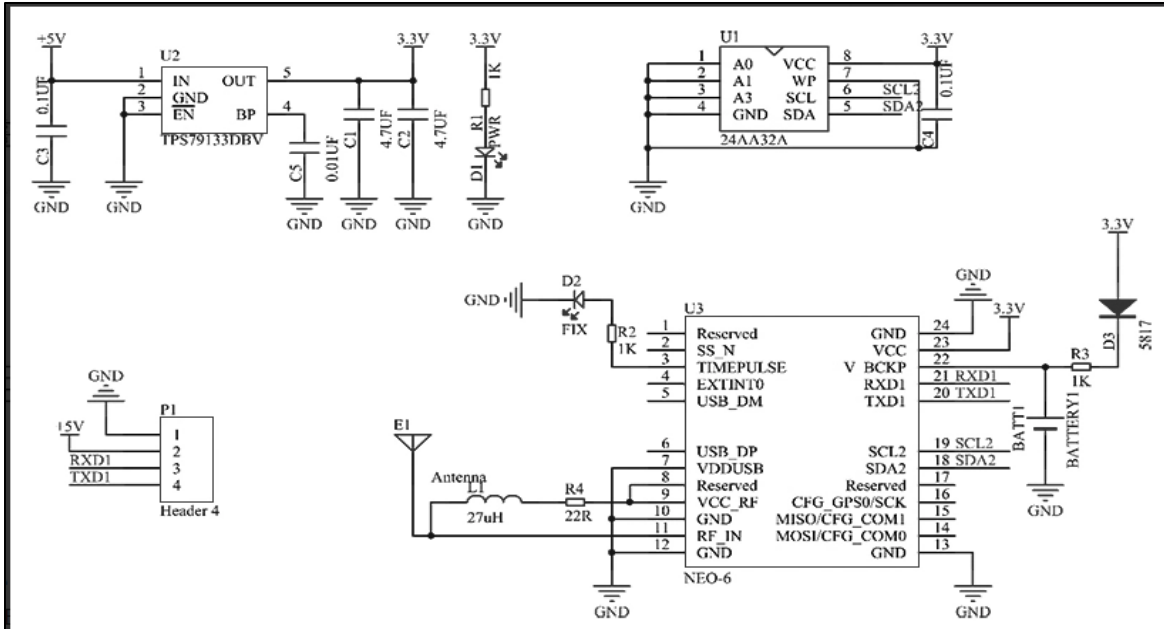 +5V
U2
1 IN OUT 5
2 GND
3 EN BP 4
TPS79133DBV
0.1UF
C3
GND
GND
C5
0.01UF
GND
C1
4.7UF
GND
3.3V
C2
4.7UF
GND
3.3V
1K
R1
PWR
D1
GND
U1
1 A0 VCC 8
2 A1 WP 7
3 A3 SCL 6 SCL2
4 GND SDA 5 SDA2
24AA32A
GND
3.3V
0.1UF
C4
GND
D2
FIX
R2
1K
U3
1 Reserved GND 24
2 SS_N VCC 23
3 TIMEPULSE V_BCKP 22
4 EXTINT0 RXD1 21 RXD1
5 USB_DM TXD1 20 TXD1
6 USB_DP SCL2 19 SCL2
7 VDDUSB SDA2 18 SDA2
8 Reserved Reserved 17
9 VCC_RF CFG_GPS0/SCK 16
10 GND MISO/CFG_COM1 15
11 RF_IN MOSI/CFG_COM0 14
12 GND GND 13
NEO-6
GND
GND
GND
3.3V
3.3V
D3
5817
R3
1K
BATT1
BATTERY1
GND
E1
Antenna
L1
27uH
R4
22R
GND
+5V
P1
1
2
RXD1 3
TXD1 4
Header 4